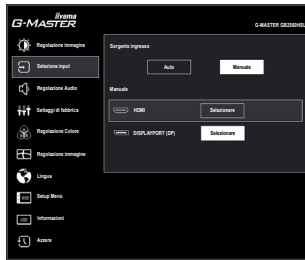 iiyama
G-MASTER
G-MASTER GB2560HSU
Regolazione immagine
Selezione input
Regolazione Audio
Settaggi di fabbrica
Regolazione Colore
Regolazione immagine
Lingua
Setup Menù
Informazioni
Azzera
Sorgente ingresso
Auto
Manuale
Manuale
HDMI
Selezionare
DISPLAYPORT (DP)
Selezionare